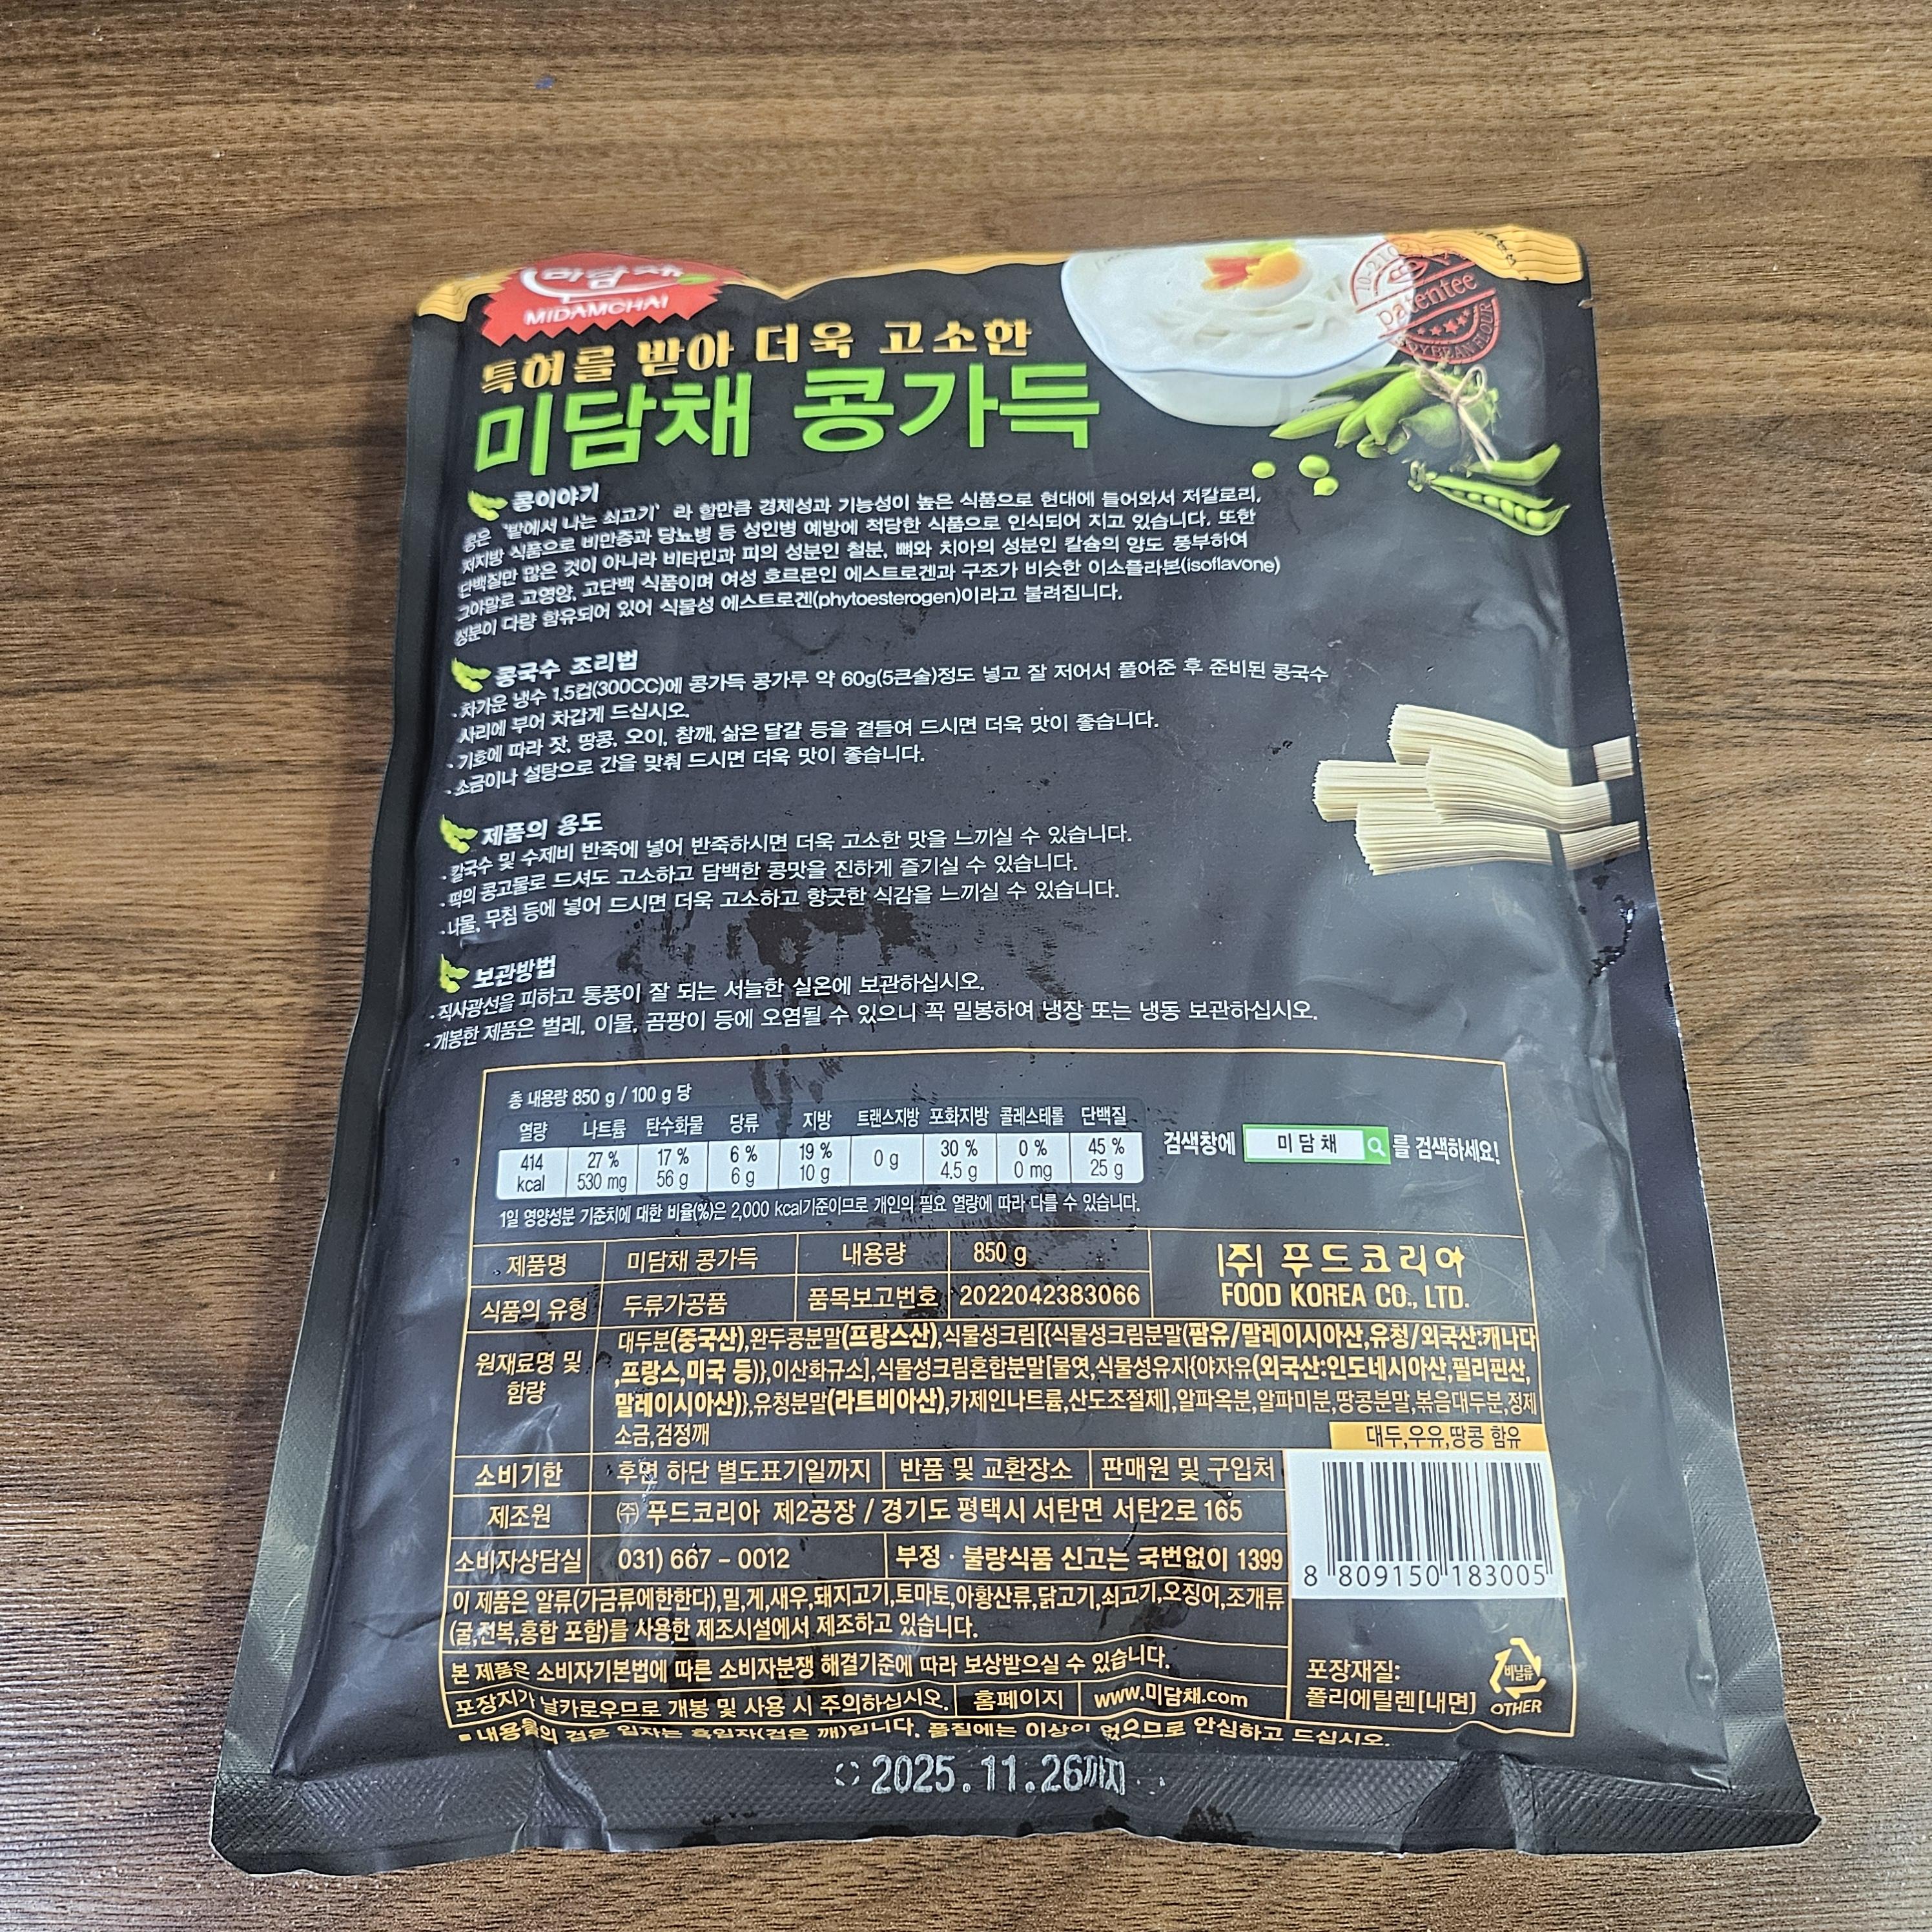 미담채
MIDAMCHAI
patentee
SOYBEAN FLOUR
특허를 받아 더욱 고소한
미담채 콩가득
콩이야기
콩은 '밭에서 나는 쇠고기' 라 할만큼 경제성과 기능성이 높은 식품으로 현대에 들어와서 저칼로리,
저지방 식품으로 비만증과 당뇨병 등 성인병 예방에 적당한 식품으로 인식되어 지고 있습니다. 또한
단백질만 많은 것이 아니라 비타민과 피의 성분인 철분, 뼈와 치아의 성분인 칼슘의 양도 풍부하여
그야말로 고영양, 고단백 식품이며 여성 호르몬인 에스트로겐과 구조가 비슷한 이소플라본(isoflavone)
성분이 다량 함유되어 있어 식물성 에스트로겐(phytoesterogen)이라고 불려집니다.
콩국수 조리법
· 차가운 냉수 1.5컵(300CC)에 콩가득 콩가루 약 60g(5큰술)정도 넣고 잘 저어서 풀어준 후 준비된 콩국수
사리에 부어 차갑게 드십시오.
· 기호에 따라 잣, 땅콩, 오이, 참깨, 삶은 달걀 등을 곁들여 드시면 더욱 맛이 좋습니다.
· 소금이나 설탕으로 간을 맞춰 드시면 더욱 맛이 좋습니다.
제품의 용도
· 칼국수 및 수제비 반죽에 넣어 반죽하시면 더욱 고소한 맛을 느끼실 수 있습니다.
· 떡의 콩고물로 드셔도 고소하고 담백한 콩맛을 진하게 즐기실 수 있습니다.
· 나물, 무침 등에 넣어 드시면 더욱 고소하고 향긋한 식감을 느끼실 수 있습니다.
보관방법
· 직사광선을 피하고 통풍이 잘 되는 서늘한 실온에 보관하십시오.
· 개봉한 제품은 벌레, 이물, 곰팡이 등에 오염될 수 있으니 꼭 밀봉하여 냉장 또는 냉동 보관하십시오.
총 내용량 850 g / 100 g 당
열량 나트륨 탄수화물 당류 지방 트랜스지방 포화지방 콜레스테롤 단백질
414 27 % 17 % 6 % 19 % 0 g 30 % 0 % 45 %
kcal 530 mg 56 g 6 g 10 g 4.5 g 0 mg 25 g
검색창에 미담채 를 검색하세요!
1일 영양성분 기준치에 대한 비율(%)은 2,000 kcal기준이므로 개인의 필요 열량에 따라 다를 수 있습니다.
제품명 미담채 콩가득 내용량 850 g
식품의 유형 두류가공품 품목보고번호 2022042383066
(주) 푸드코리아
FOOD KOREA CO., LTD.
원재료명 및 함량
대두분(중국산),완두콩분말(프랑스산),식물성크림[{식물성크림분말(팜유/말레이시아산,유청/외국산:캐나다
,프랑스,미국 등)},이산화규소],식물성크림혼합분말[물엿,식물성유지{야자유(외국산:인도네시아산,필리핀산,
말레이시아산)},유청분말(라트비아산),카제인나트륨,산도조절제],알파옥분,알파미분,땅콩분말,볶음대두분,정제
소금,검정깨
대두,우유,땅콩 함유
소비기한 후면 하단 별도표기일까지 반품 및 교환장소 판매원 및 구입처
제조원 ㈜ 푸드코리아 제2공장 / 경기도 평택시 서탄면 서탄2로 165
소비자상담실 031) 667 - 0012 부정 · 불량식품 신고는 국번없이 1399
8 809150 183005
이 제품은 알류(가금류에한한다),밀,게,새우,돼지고기,토마토,아황산류,닭고기,쇠고기,오징어,조개류
(굴,전복,홍합 포함)를 사용한 제조시설에서 제조하고 있습니다.
본 제품은 소비자기본법에 따른 소비자분쟁 해결기준에 따라 보상받으실 수 있습니다.
포장지가 날카로우므로 개봉 및 사용 시 주의하십시오. 홈페이지 www.미담채.com
포장재질:
폴리에틸렌[내면]
비닐류
OTHER
■ 내용물의 검은 입자는 흑임자(검은 깨)입니다. 품질에는 이상이 없으므로 안심하고 드십시오.
2025.11.26까지